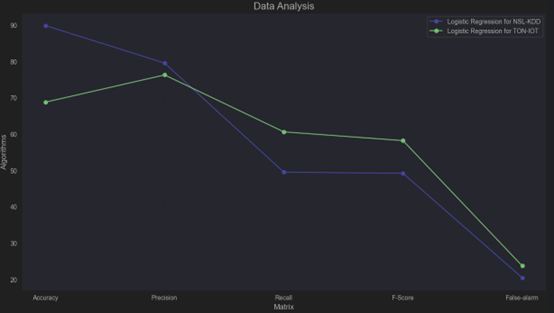 Data Analysis
Logistic Regression for NSL-KDD
Logistic Regression for TON-IOT
90
80
70
60
50
40
30
20
Algorithms
Accuracy
Precision
Recall
F-Score
False-alarm
Matrix